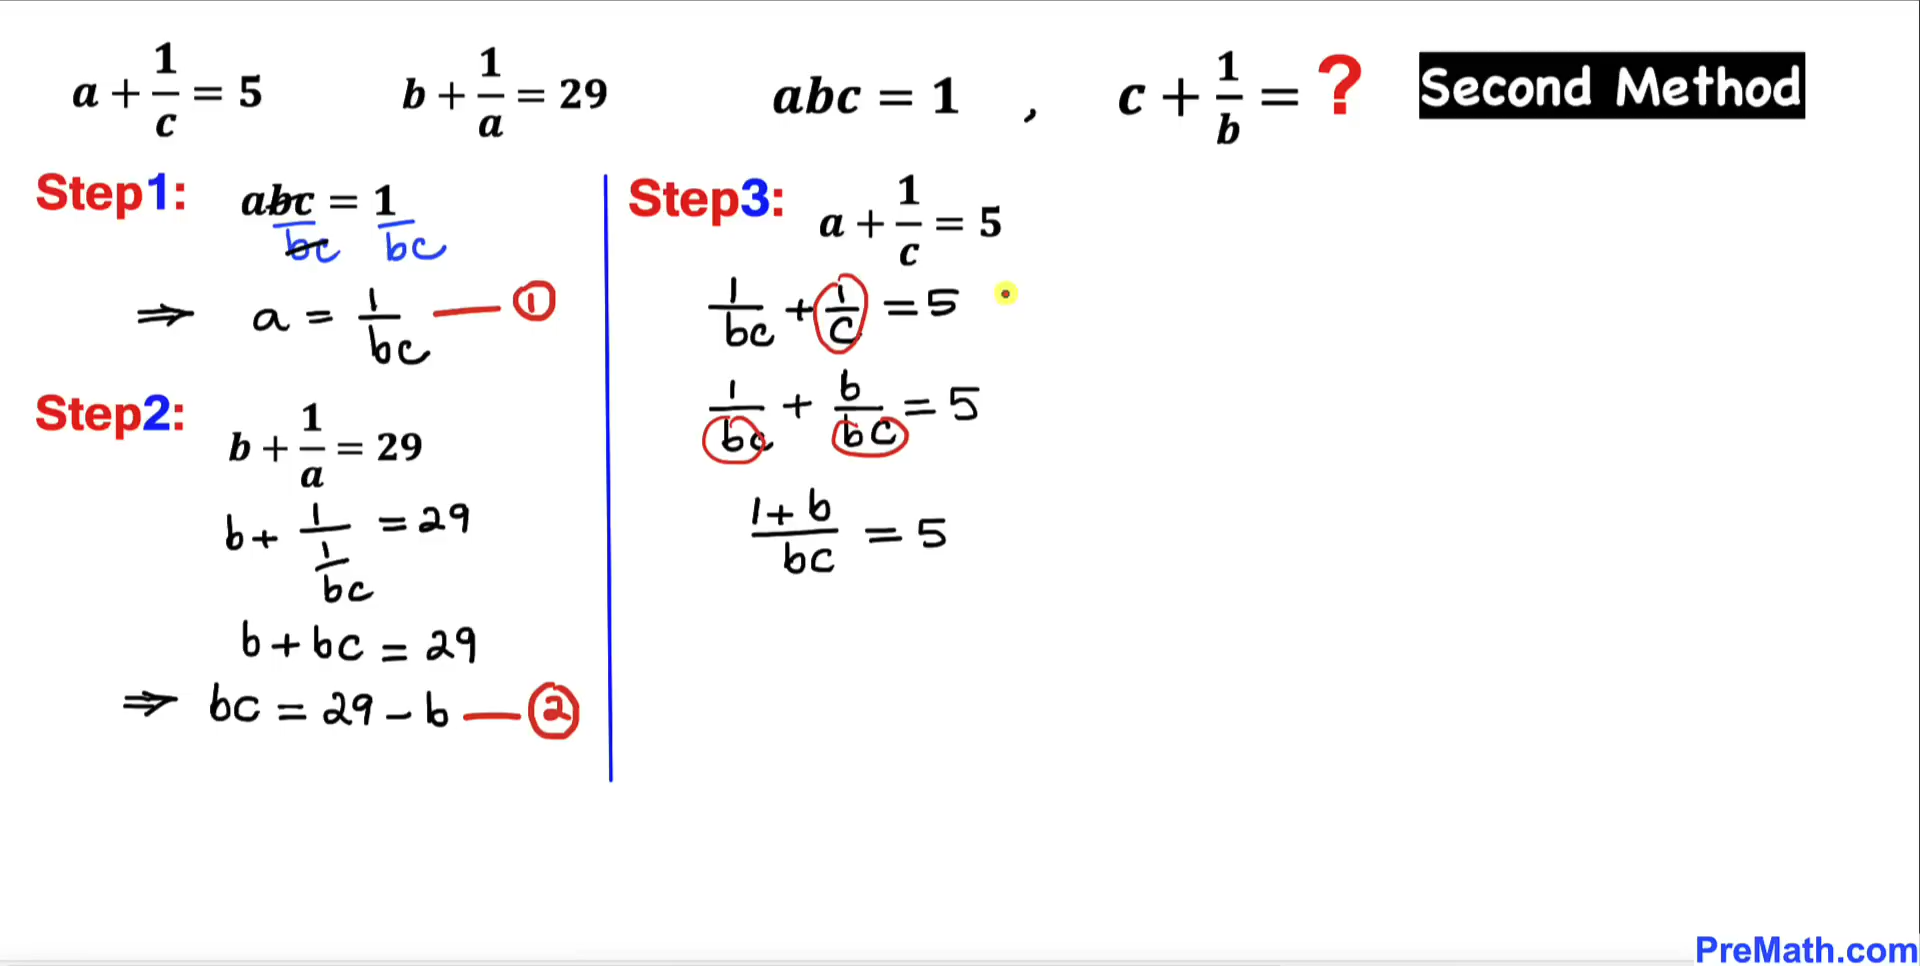 a + 1/c = 5    b + 1/a = 29    abc = 1 , c + 1/b = ? Second Method
Step1: abc = 1
bc bc
⇒ a = 1/bc — ①
Step2: b + 1/a = 29
b + 1/(1/bc) = 29
b + bc = 29
⇒ bc = 29 - b — ②
Step3: a + 1/c = 5
1/bc + 1/c = 5
1/bc + b/bc = 5
(1 + b)/bc = 5
PreMath.com